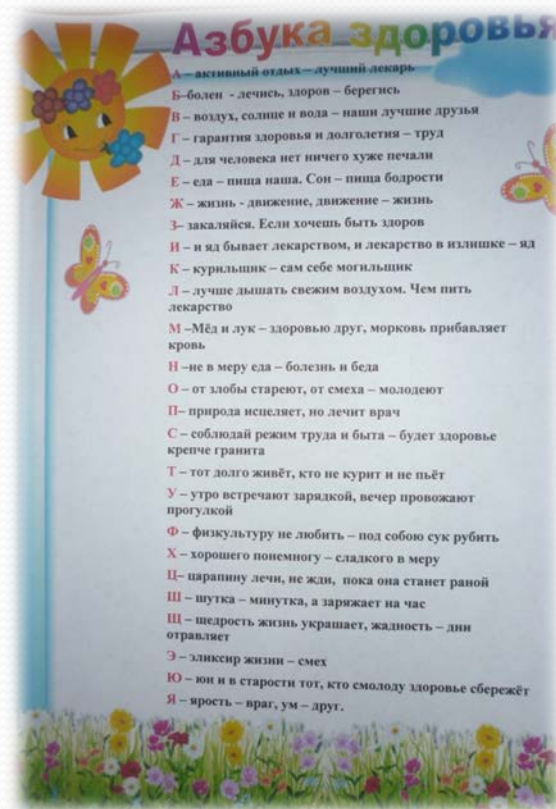 Азбука здоровья
А – активный отдых – лучший лекарь
Б–болен - лечись, здоров – берегись
В – воздух, солнце и вода – наши лучшие друзья
Г – гарантия здоровья и долголетия – труд
Д – для человека нет ничего хуже печали
Е – еда – пища наша. Сон – пища бодрости
Ж – жизнь - движение, движение – жизнь
З– закаляйся. Если хочешь быть здоров
И – и яд бывает лекарством, и лекарство в излишке – яд
К – курильщик – сам себе могильщик
Л – лучше дышать свежим воздухом. Чем пить
лекарство
М –Мёд и лук – здоровью друг, морковь прибавляет
кровь
Н –не в меру еда – болезнь и беда
О – от злобы стареют, от смеха – молодеют
П– природа исцеляет, но лечит врач
С – соблюдай режим труда и быта – будет здоровье
крепче гранита
Т – тот долго живёт, кто не курит и не пьёт
У – утро встречают зарядкой, вечер провожают
прогулкой
Ф – физкультуру не любить – под собою сук рубить
Х – хорошего понемногу – сладкого в меру
Ц– царапину лечи, не жди, пока она станет раной
Ш – шутка – минутка, а заряжает на час
Щ – щедрость жизнь украшает, жадность – дни
отравляет
Э – эликсир жизни – смех
Ю – юн и в старости тот, кто смолоду здоровье сбережёт
Я – ярость – враг, ум – друг.